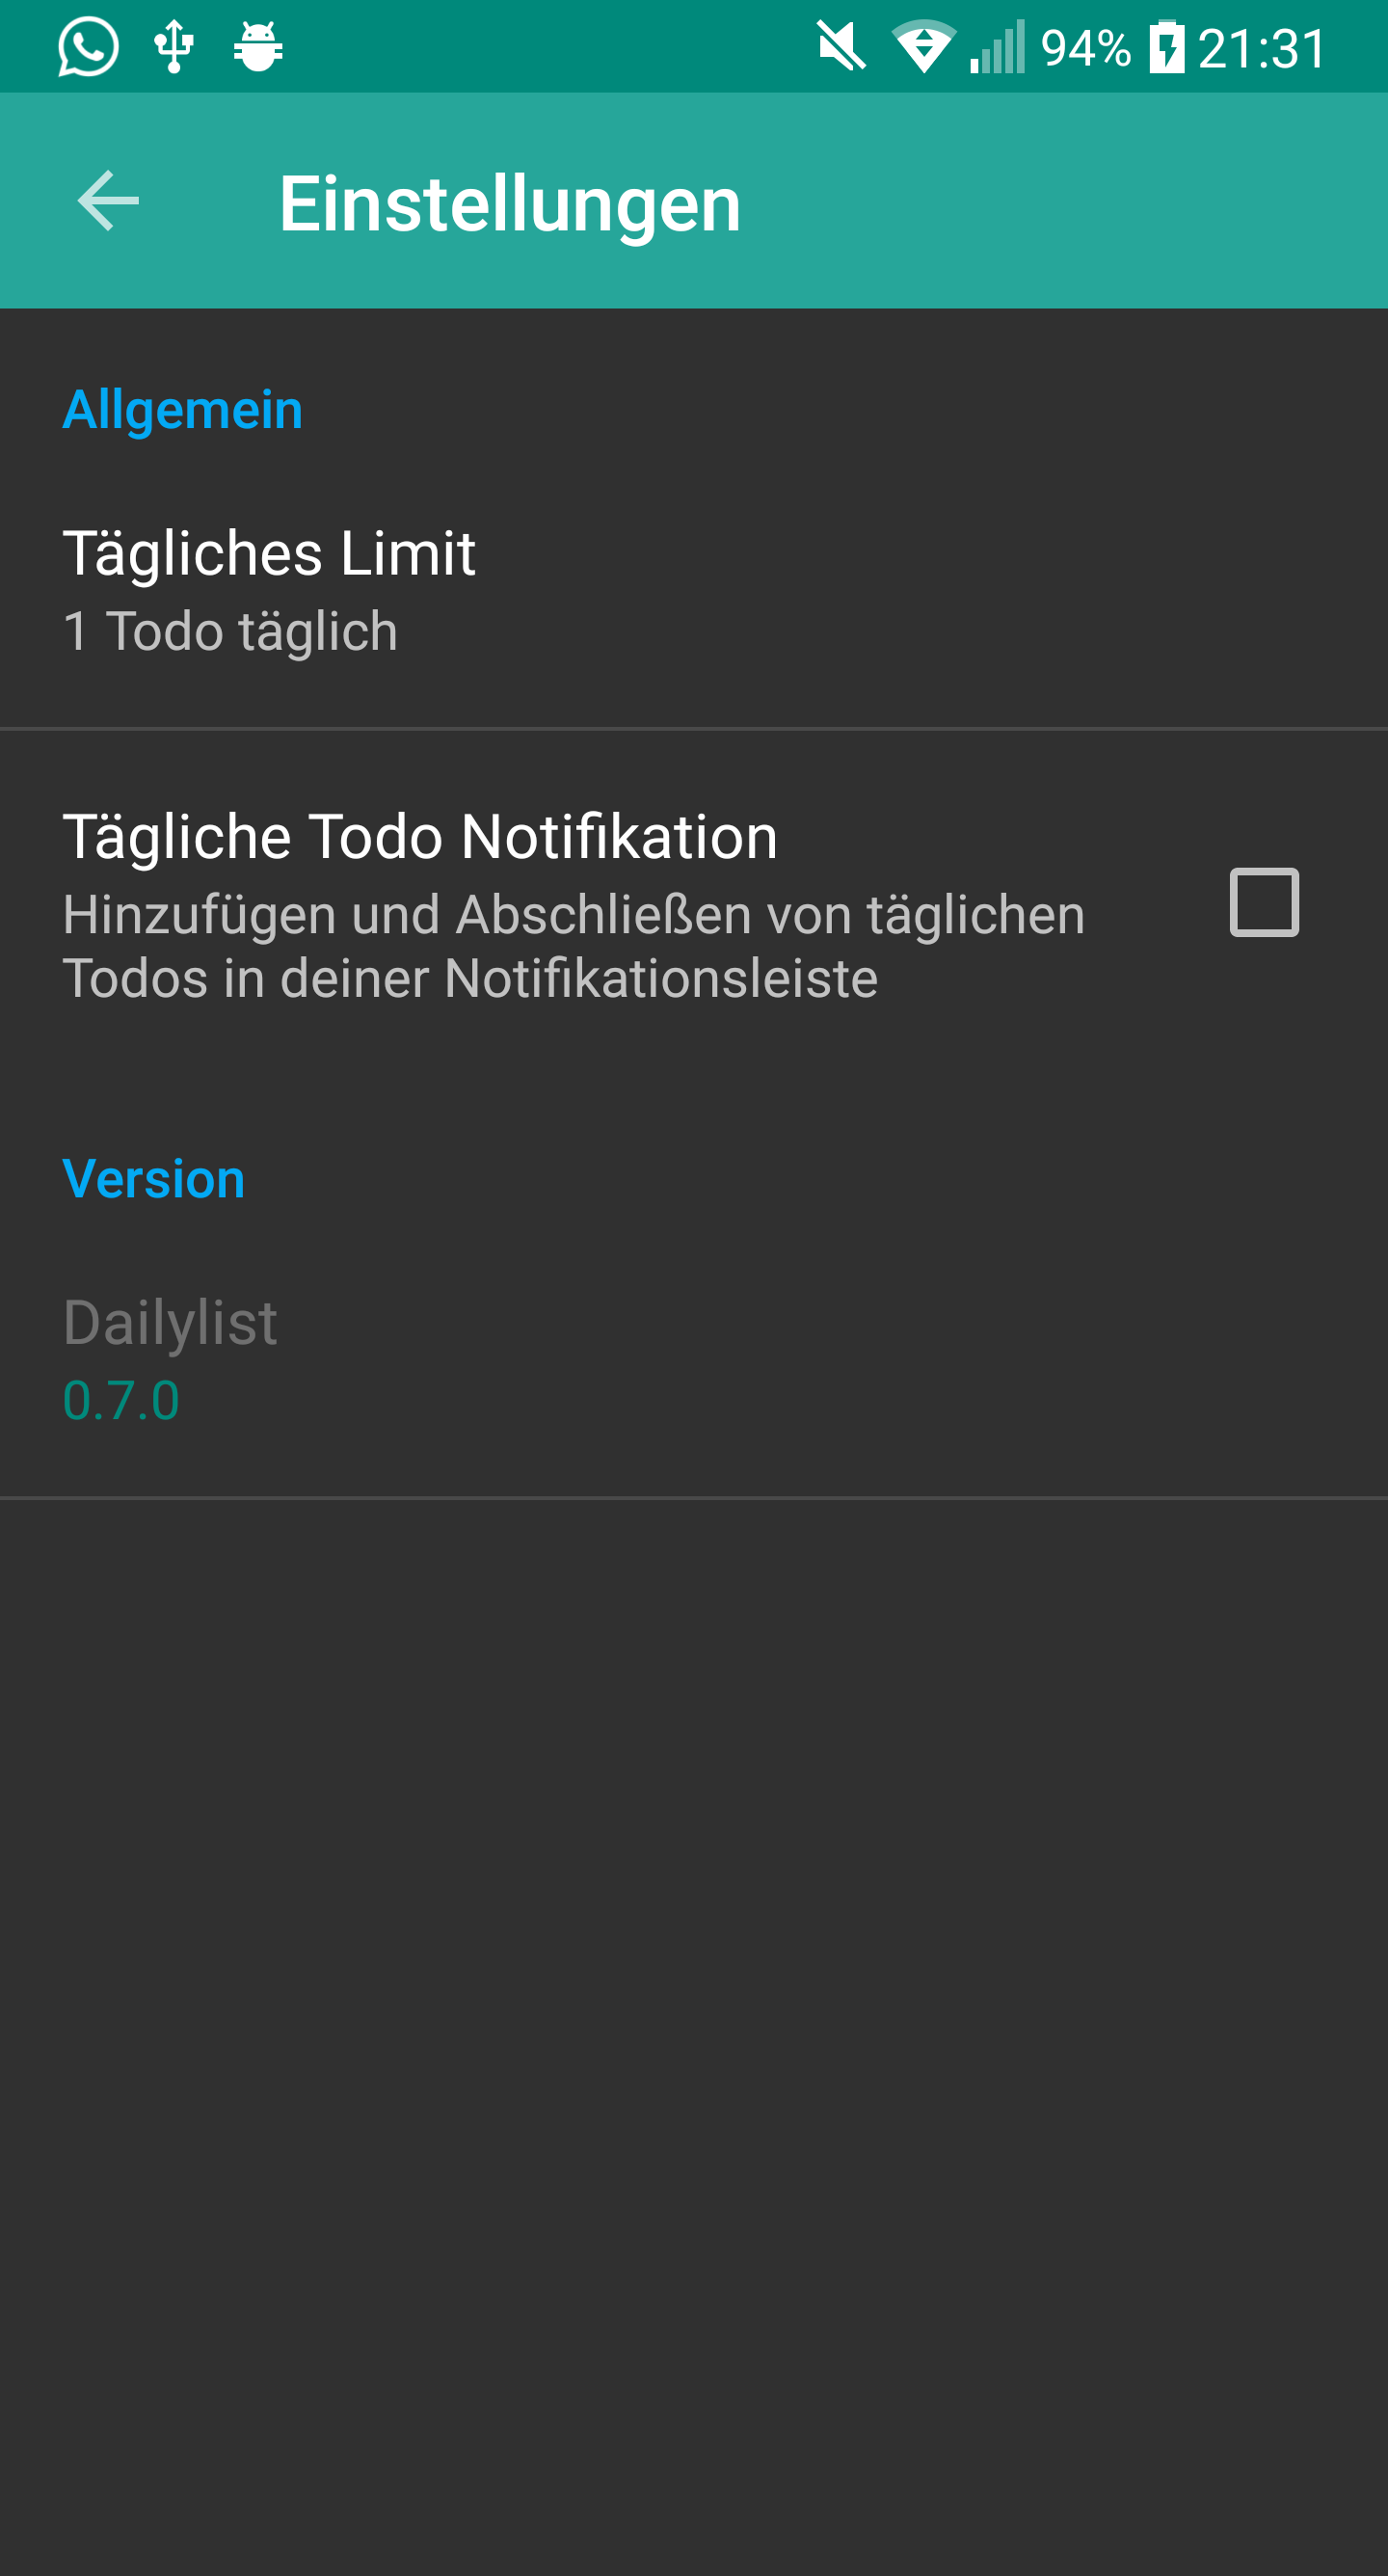 94% 21:31
Einstellungen
Allgemein
Tägliches Limit
1 Todo täglich
Tägliche Todo Notifikation
Hinzufügen und Abschließen von täglichen
Todos in deiner Notifikationsleiste
Version
Dailylist
0.7.0